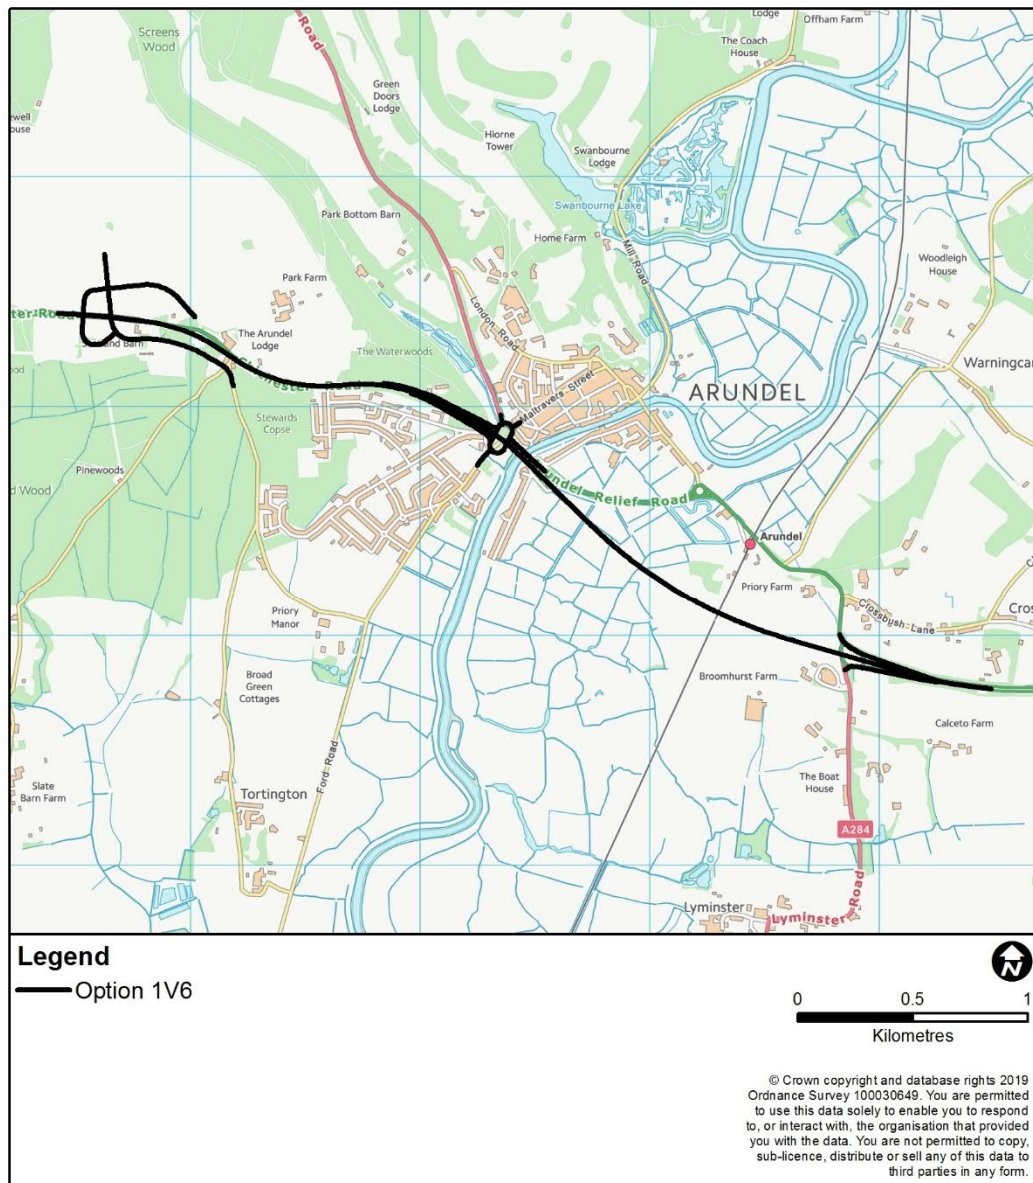 Screens
Wood
Road
Lodge
Offham Farm
The Coach
House
Green
Doors
Lodge
ewell
ouse
Hiorne
Tower
Swanbourne
Lodge
Swanbourne Lake
Park Bottom Barn
Home Farm
Mill Road
Woodleigh
House
Park Farm
London Road
ter Road
The Arundel
Lodge
The Waterwoods
Warningcar
Chichester Road
Maltravers Street
ARUNDEL
Stewards
Copse
Pinewoods
d Wood
undel Relief Road
Arundel
Priory Farm
Crossbush Lane
Cros
Priory
Manor
Broad
Green
Cottages
Broomhurst Farm
Calceto Farm
Ford Road
The Boat
House
Slate
Barn Farm
Tortington
A284
Lyminster
Lyminster Road
Legend
Option 1V6
N
0 0.5 1
Kilometres
© Crown copyright and database rights 2019
Ordnance Survey 100030649. You are permitted
to use this data solely to enable you to respond
to, or interact with, the organisation that provided
you with the data. You are not permitted to copy,
sub-licence, distribute or sell any of this data to
third parties in any form.